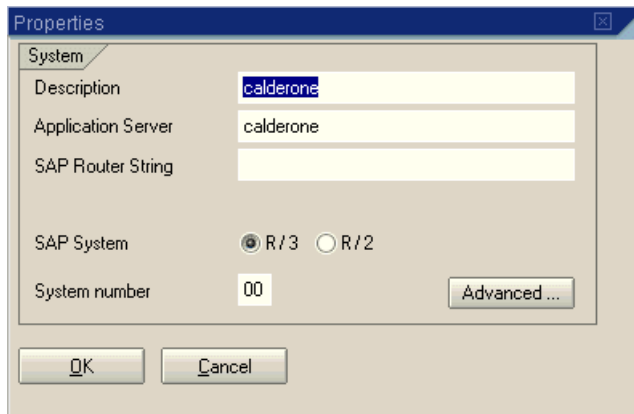 Properties
System
Description calderone
Application Server calderone
SAP Router String
SAP System R/3 R/2
System number 00 Advanced ...
OK Cancel